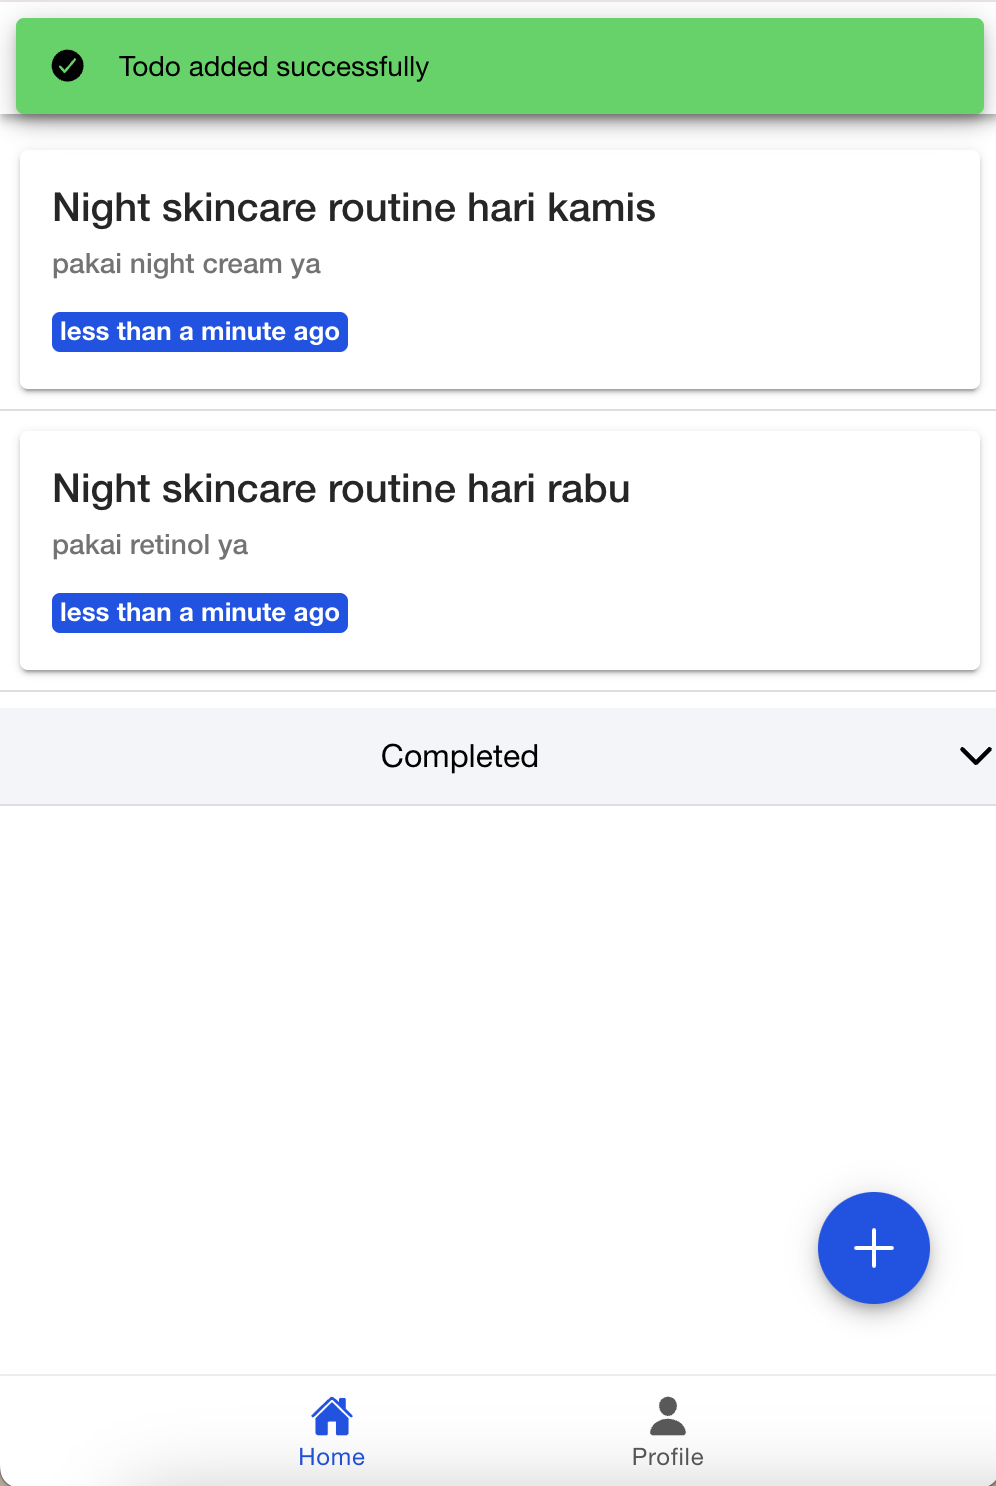 Todo added successfully
Night skincare routine hari kamis
pakai night cream ya
less than a minute ago
Night skincare routine hari rabu
pakai retinol ya
less than a minute ago
Completed
Home
Profile